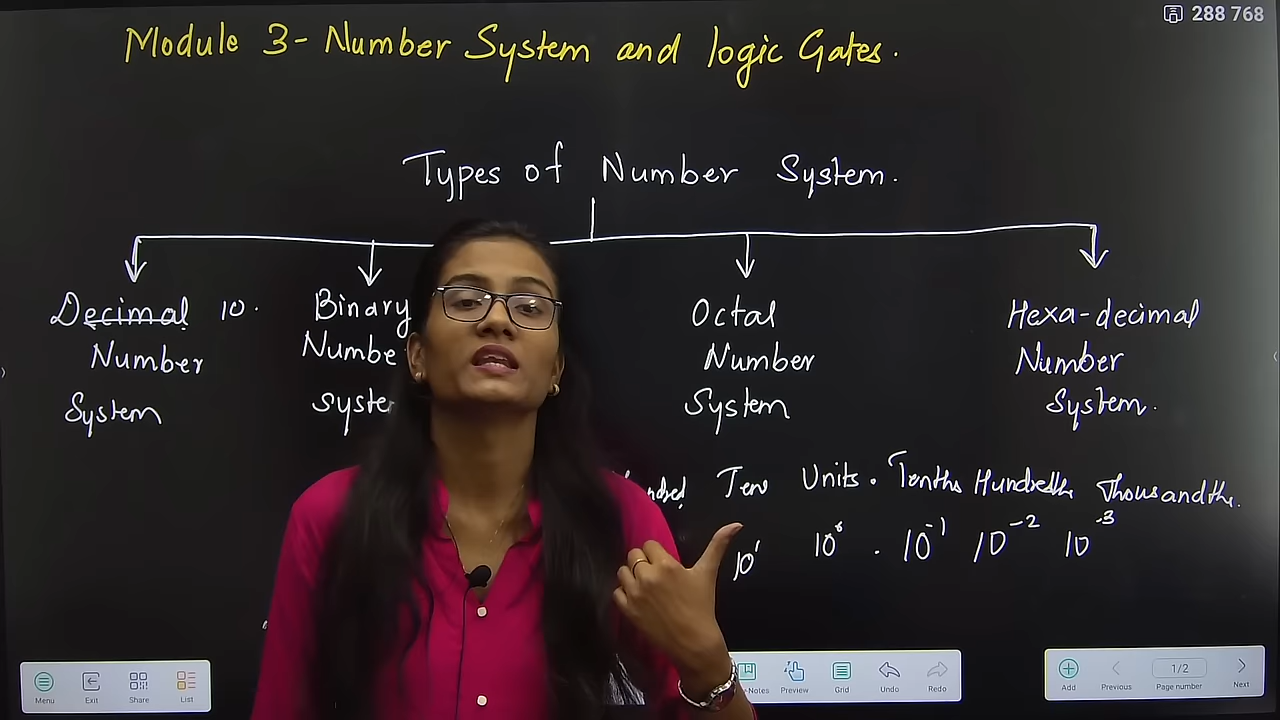 288 768
Module 3- Number System and logic Gates.
Types of Number System.
Decimal 10.
Number
System
Binary
Numbe
syste
Octal
Number
System
Hexa-decimal
Number
System.
Tens Units . Tenths Hundredths Thousandths.
10¹ 10⁰ . 10⁻¹ 10⁻² 10⁻³
Menu Exit Share List
Notes Preview Grid Undo Redo
Add Previous 1/2 Page number Next